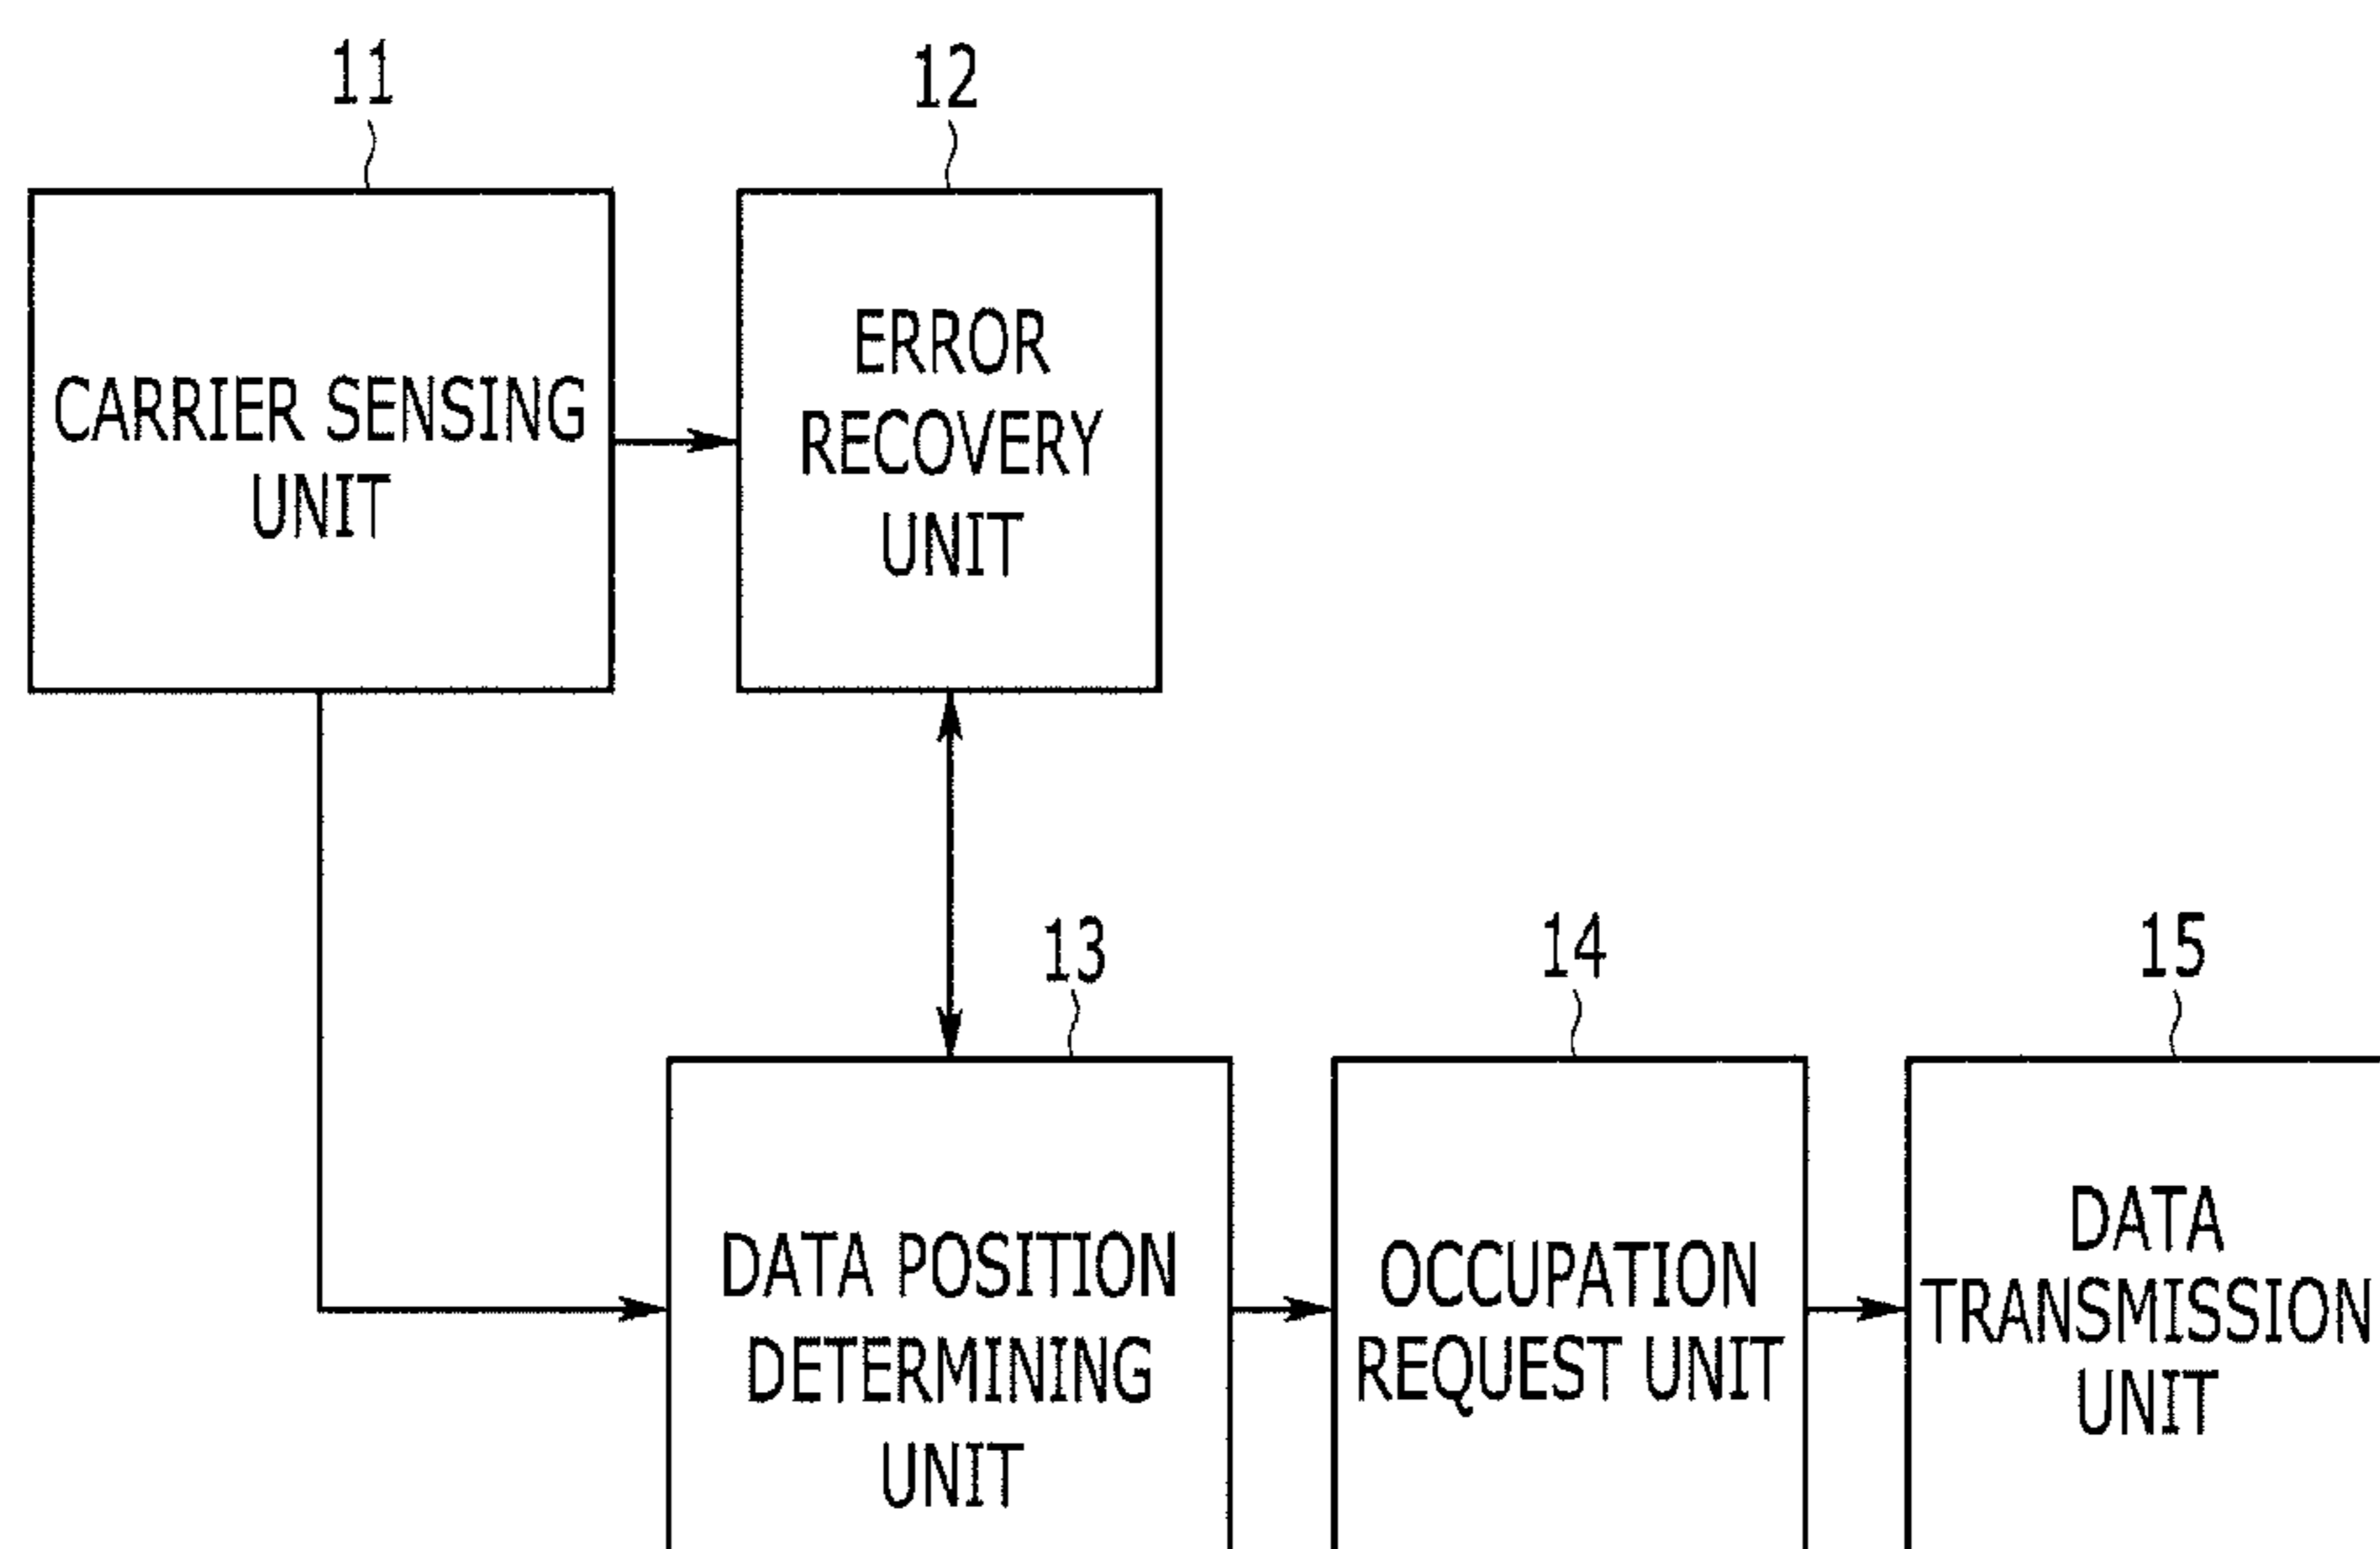 11
12
CARRIER SENSING
UNIT
ERROR
RECOVERY
UNIT
13
14
15
DATA POSITION
DETERMINING
UNIT
OCCUPATION
REQUEST UNIT
DATA
TRANSMISSION
UNIT